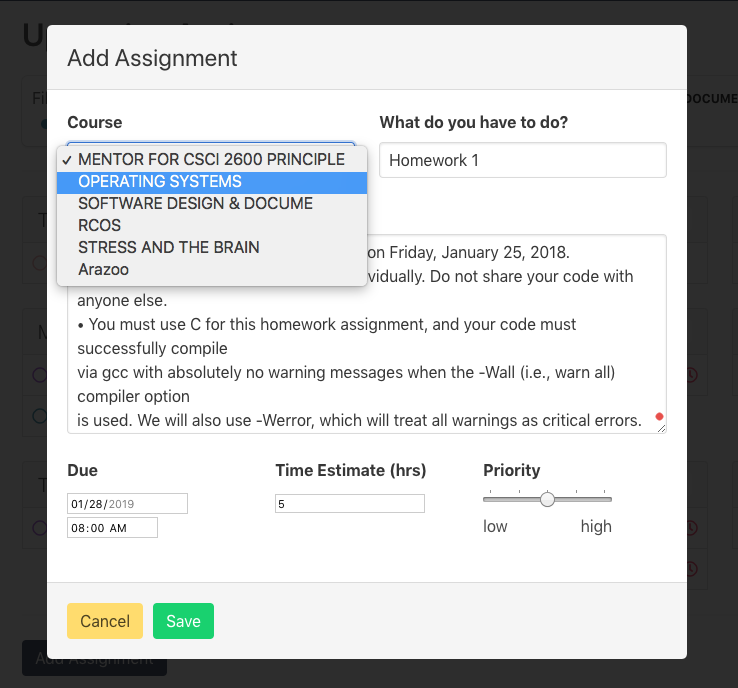 Add Assignment
Course
What do you have to do?
✓ MENTOR FOR CSCI 2600 PRINCIPLE
OPERATING SYSTEMS
SOFTWARE DESIGN & DOCUME
RCOS
STRESS AND THE BRAIN
Arazoo
Homework 1
on Friday, January 25, 2018.
vidually. Do not share your code with
anyone else.
• You must use C for this homework assignment, and your code must
successfully compile
via gcc with absolutely no warning messages when the -Wall (i.e., warn all)
compiler option
is used. We will also use -Werror, which will treat all warnings as critical errors.
Due
Time Estimate (hrs)
Priority
01/28/2019
08:00 AM
5
low
high
Cancel
Save
DOCUME
Add Assignment